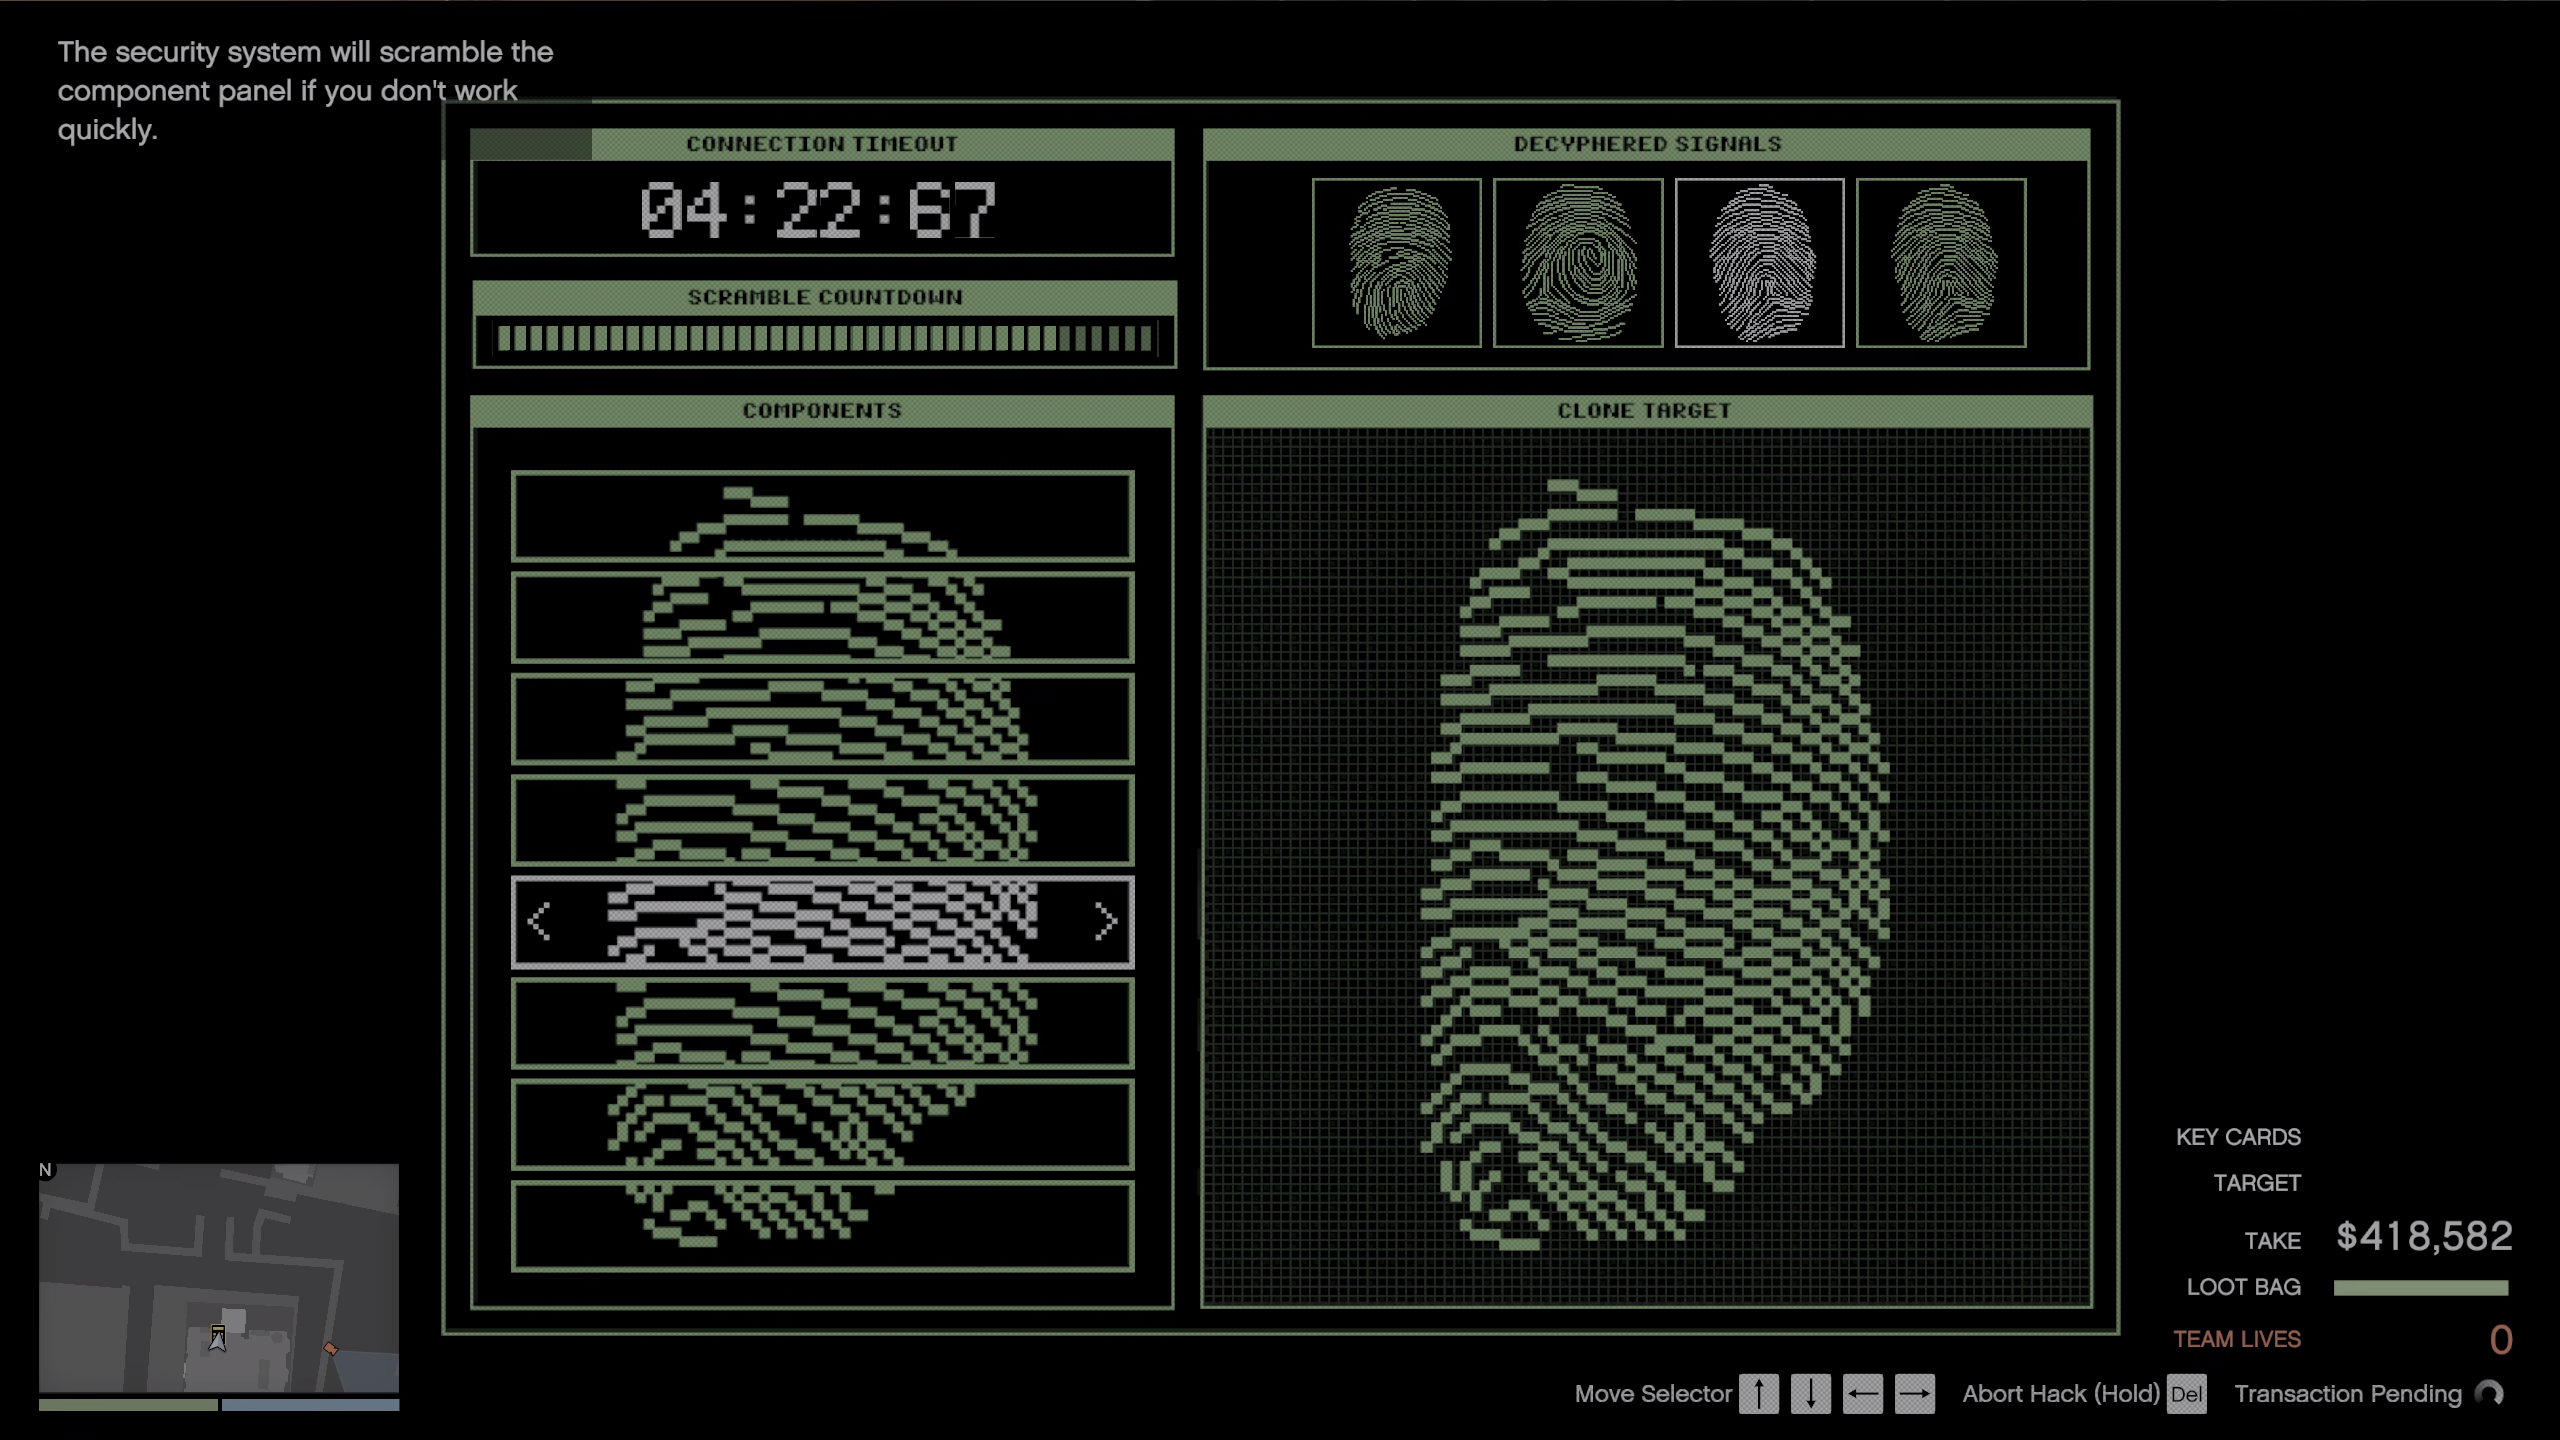 The security system will scramble the
component panel if you don't work
quickly.
CONNECTION TIMEOUT
04:22:67
DECYPHERED SIGNALS
SCRAMBLE COUNTDOWN
COMPONENTS
CLONE TARGET
N
KEY CARDS
TARGET
TAKE $418,582
LOOT BAG
TEAM LIVES 0
Move Selector ↑ ↓ ← → Abort Hack (Hold) Del Transaction Pending